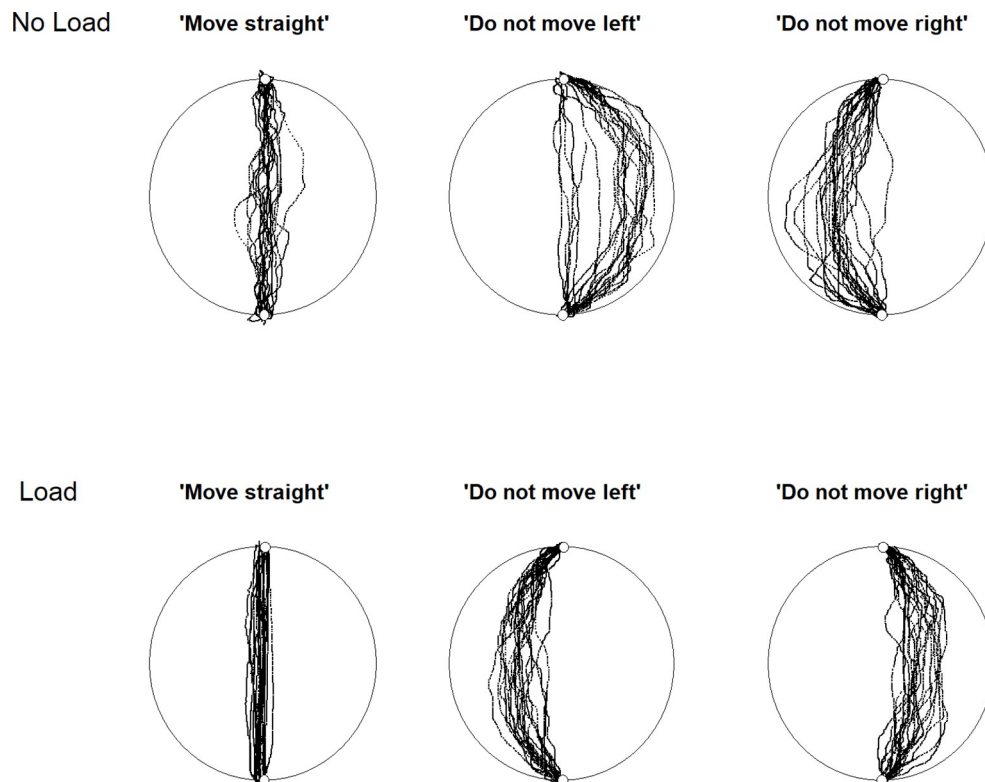 No Load
'Move straight'
'Do not move left'
'Do not move right'
Load
'Move straight'
'Do not move left'
'Do not move right'